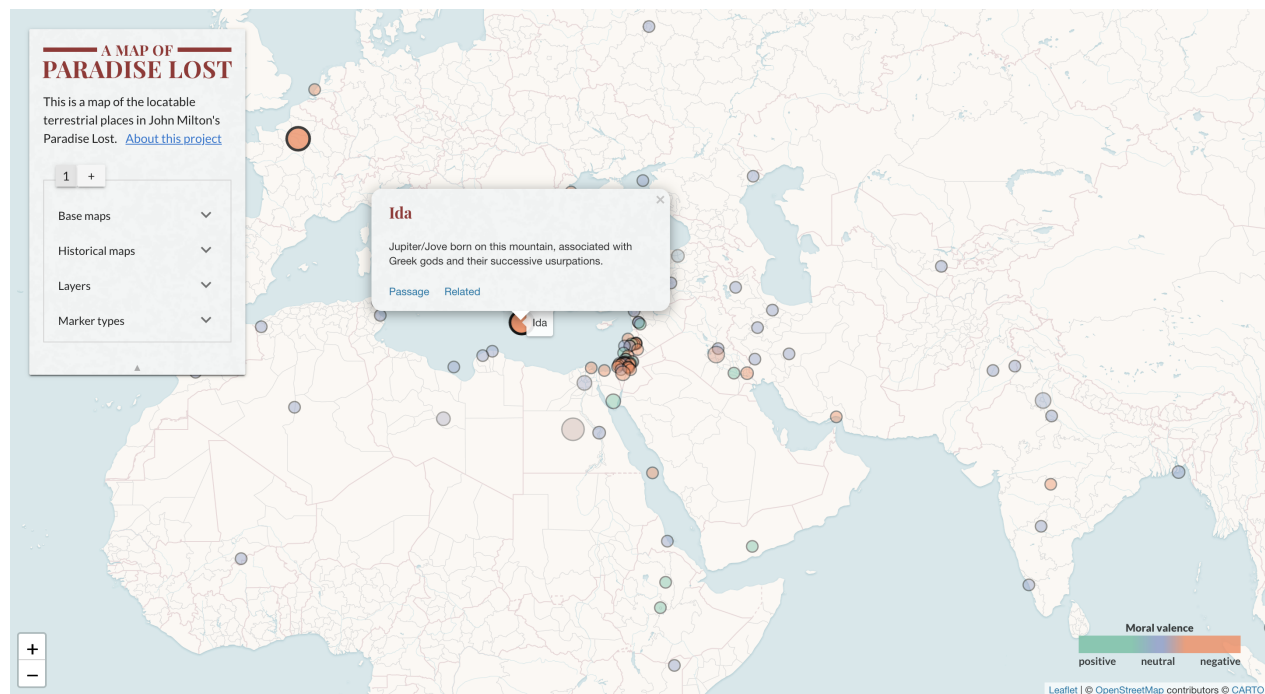 A MAP OF
PARADISE LOST
This is a map of the locatable
terrestrial places in John Milton's
Paradise Lost. About this project
1 +
Base maps
Historical maps
Layers
Marker types
Ida
×
Jupiter/Jove born on this mountain, associated with
Greek gods and their successive usurpations.
Passage Related
Ida
+
−
Moral valence
positive neutral negative
Leaflet | © OpenStreetMap contributors © CARTO